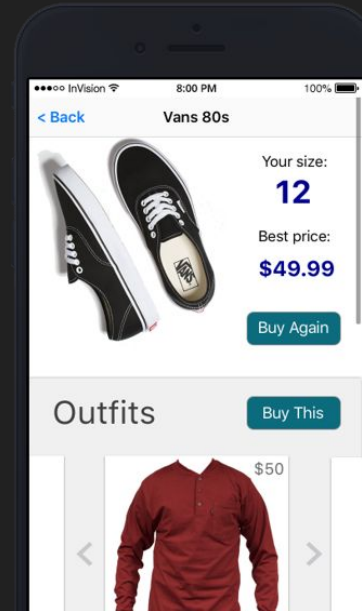 InVision 8:00 PM 100%
< Back Vans 80s
Your size:
12
Best price:
$49.99
Buy Again
VANS
Outfits Buy This
$50